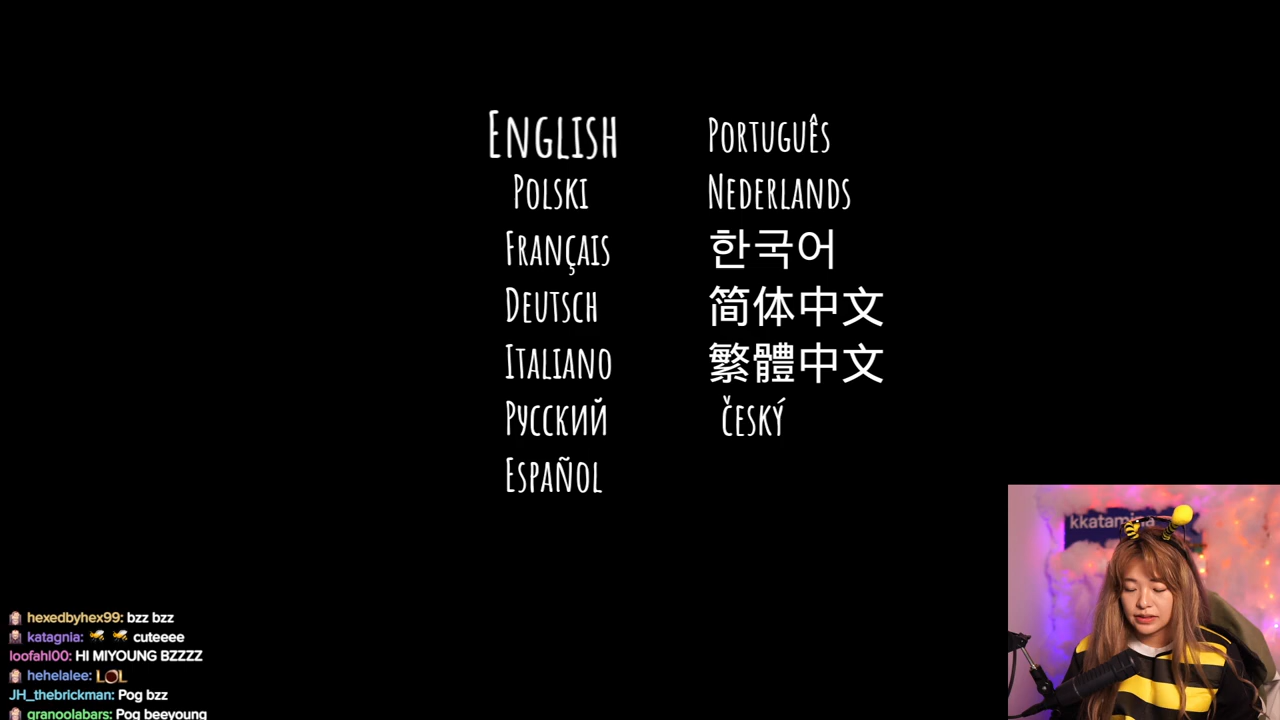 English
Polski
Français
Deutsch
Italiano
Русский
Español
Português
Nederlands
한국어
简体中文
繁體中文
Český
hexedbyhex99: bzz bzz
katagnia: cuteeee
loofahl00: HI MIYOUNG BZZZZ
hehelalee: LOL
JH_thebrickman: Pog bzz
granoolabars: Pog beeyoung